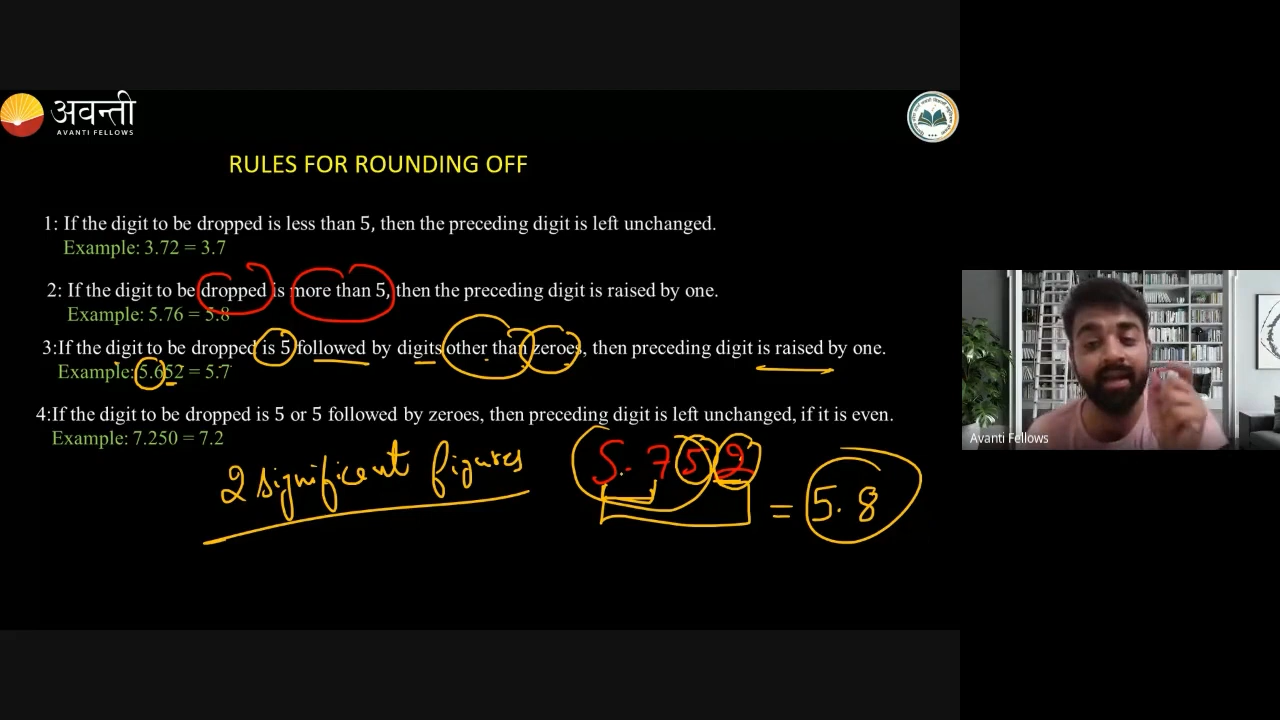 अवन्ती
AVANTI FELLOWS
RULES FOR ROUNDING OFF
1: If the digit to be dropped is less than 5, then the preceding digit is left unchanged.
Example: 3.72 = 3.7
2: If the digit to be dropped is more than 5, then the preceding digit is raised by one.
Example: 5.76 = 5.8
3:If the digit to be dropped is 5 followed by digits other than zeroes, then preceding digit is raised by one.
Example: 5.652 = 5.7
4:If the digit to be dropped is 5 or 5 followed by zeroes, then preceding digit is left unchanged, if it is even.
Example: 7.250 = 7.2
2 significent figures
5.752 = 5.8
Avanti Fellows